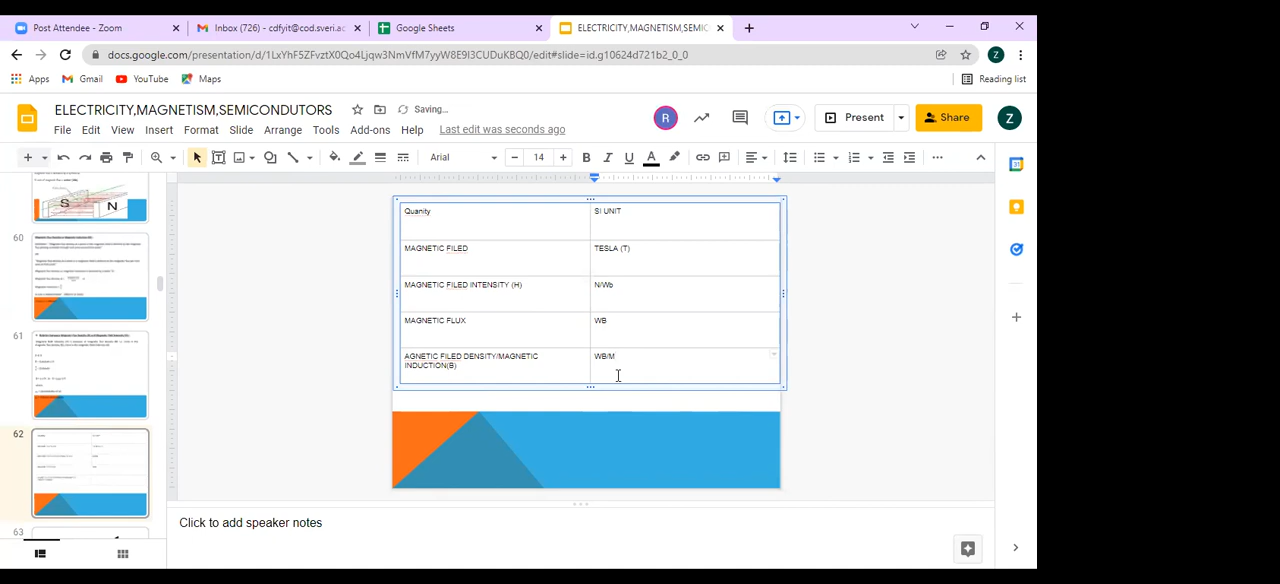 Post Attendee - Zoom
Inbox (726) - cdfyit@cod.sveri.ac
Google Sheets
ELECTRICITY,MAGNETISM,SEMIC
docs.google.com/presentation/d/1LxYhF5ZFvztX0Qo4Ljqw3NmVfM7yyW8E9I3CUDuKBQ0/edit#slide=id.g10624d721b2_0_0
Z
Apps
Gmail
YouTube
Maps
Reading list
ELECTRICITY,MAGNETISM,SEMICONDUTORS
Saving...
File Edit View Insert Format Slide Arrange Tools Add-ons Help
Last edit was seconds ago
R
Present
Share
Z
Arial
14
B I U A
31
S N
60
61
62
63
Quanity
SI UNIT
MAGNETIC FILED
TESLA (T)
MAGNETIC FILED INTENSITY (H)
N/Wb
MAGNETIC FLUX
WB
AGNETIC FILED DENSITY/MAGNETIC
INDUCTION(B)
WB/M
Click to add speaker notes